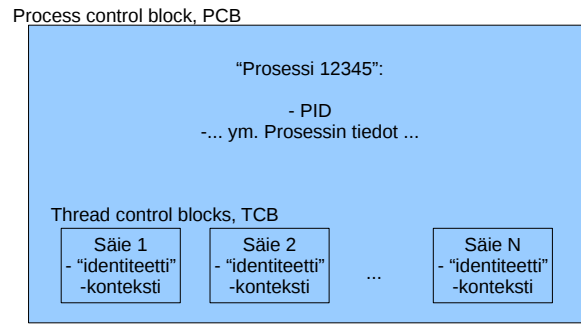 Process control block, PCB
“Prosessi 12345”:
- PID
-... ym. Prosessin tiedot ...
Thread control blocks, TCB
Säie 1
- “identiteetti”
-konteksti
Säie 2
- “identiteetti”
-konteksti
...
Säie N
- “identiteetti”
-konteksti